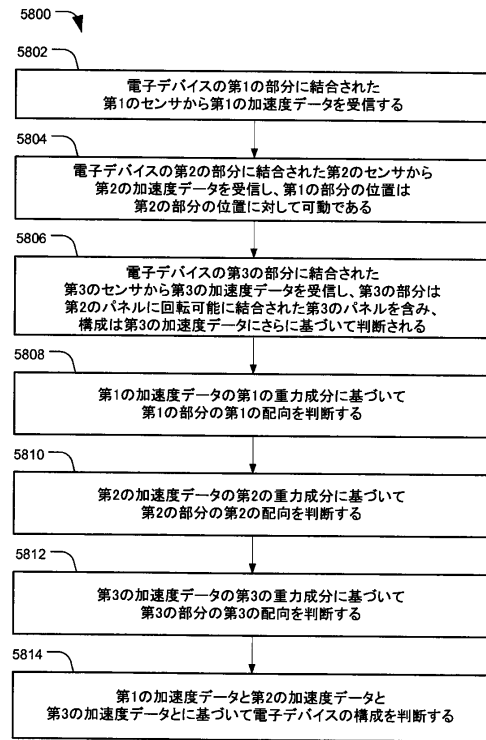 5800
5802
電子デバイスの第1の部分に結合された
第1のセンサから第1の加速度データを受信する
5804
電子デバイスの第2の部分に結合された第2のセンサから
第2の加速度データを受信し、第1の部分の位置は
第2の部分の位置に対して可動である
5806
電子デバイスの第3の部分に結合された
第3のセンサから第3の加速度データを受信し、第3の部分は
第2のパネルに回転可能に結合された第3のパネルを含み、
構成は第3の加速度データにさらに基づいて判断される
5808
第1の加速度データの第1の重力成分に基づいて
第1の部分の第1の配向を判断する
5810
第2の加速度データの第2の重力成分に基づいて
第2の部分の第2の配向を判断する
5812
第3の加速度データの第3の重力成分に基づいて
第3の部分の第3の配向を判断する
5814
第1の加速度データと第2の加速度データと
第3の加速度データとに基づいて電子デバイスの構成を判断する